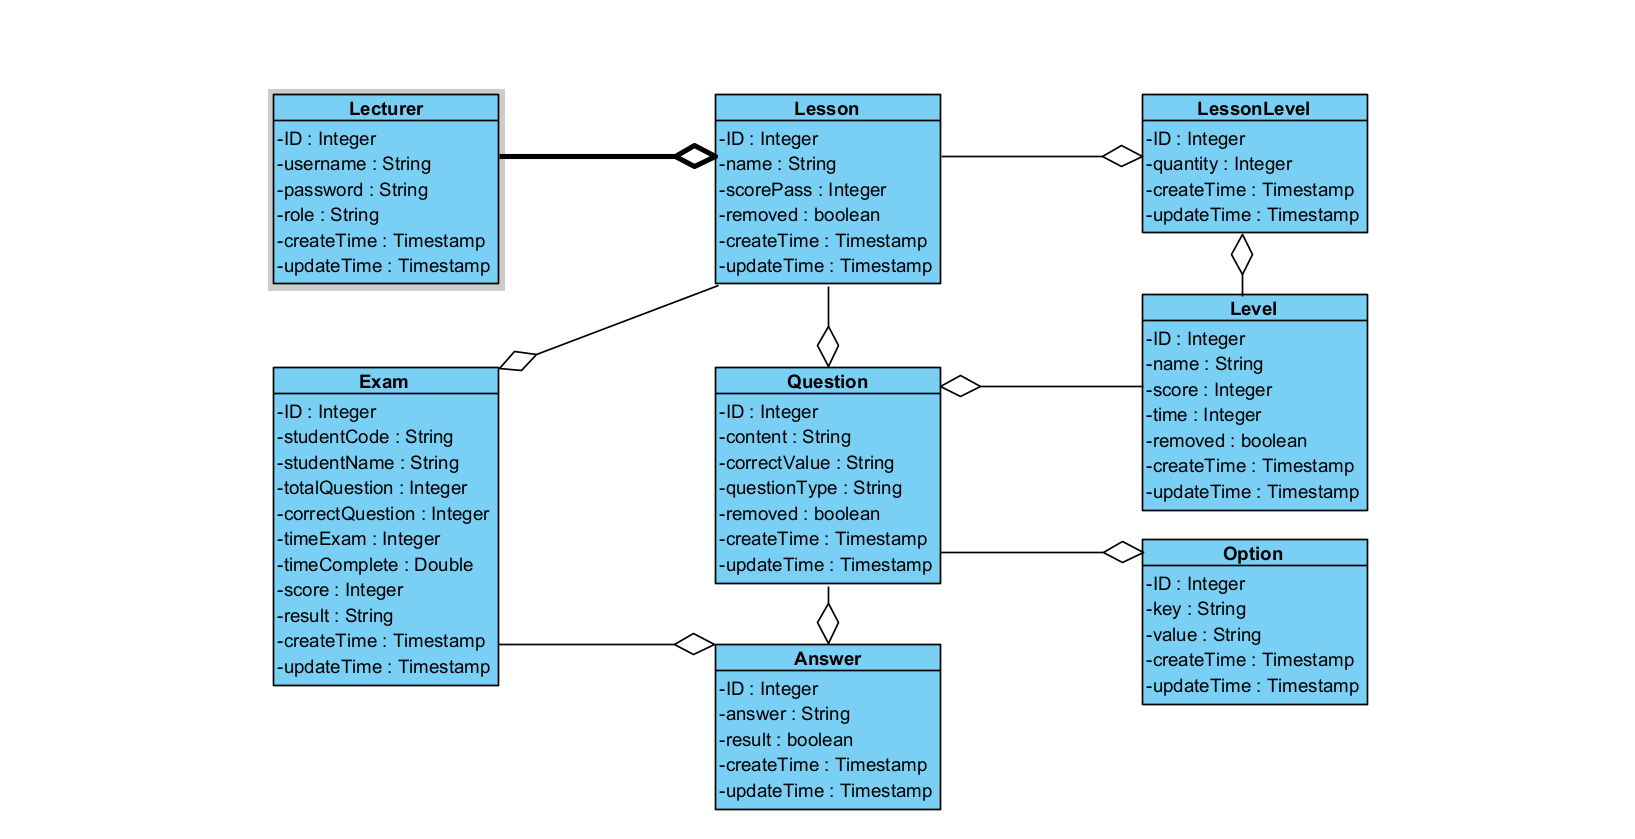 Lecturer
-ID : Integer
-username : String
-password : String
-role : String
-createTime : Timestamp
-updateTime : Timestamp
Lesson
-ID : Integer
-name : String
-scorePass : Integer
-removed : boolean
-createTime : Timestamp
-updateTime : Timestamp
LessonLevel
-ID : Integer
-quantity : Integer
-createTime : Timestamp
-updateTime : Timestamp
Level
-ID : Integer
-name : String
-score : Integer
-time : Integer
-removed : boolean
-createTime : Timestamp
-updateTime : Timestamp
Exam
-ID : Integer
-studentCode : String
-studentName : String
-totalQuestion : Integer
-correctQuestion : Integer
-timeExam : Integer
-timeComplete : Double
-score : Integer
-result : String
-createTime : Timestamp
-updateTime : Timestamp
Question
-ID : Integer
-content : String
-correctValue : String
-questionType : String
-removed : boolean
-createTime : Timestamp
-updateTime : Timestamp
Option
-ID : Integer
-key : String
-value : String
-createTime : Timestamp
-updateTime : Timestamp
Answer
-ID : Integer
-answer : String
-result : boolean
-createTime : Timestamp
-updateTime : Timestamp